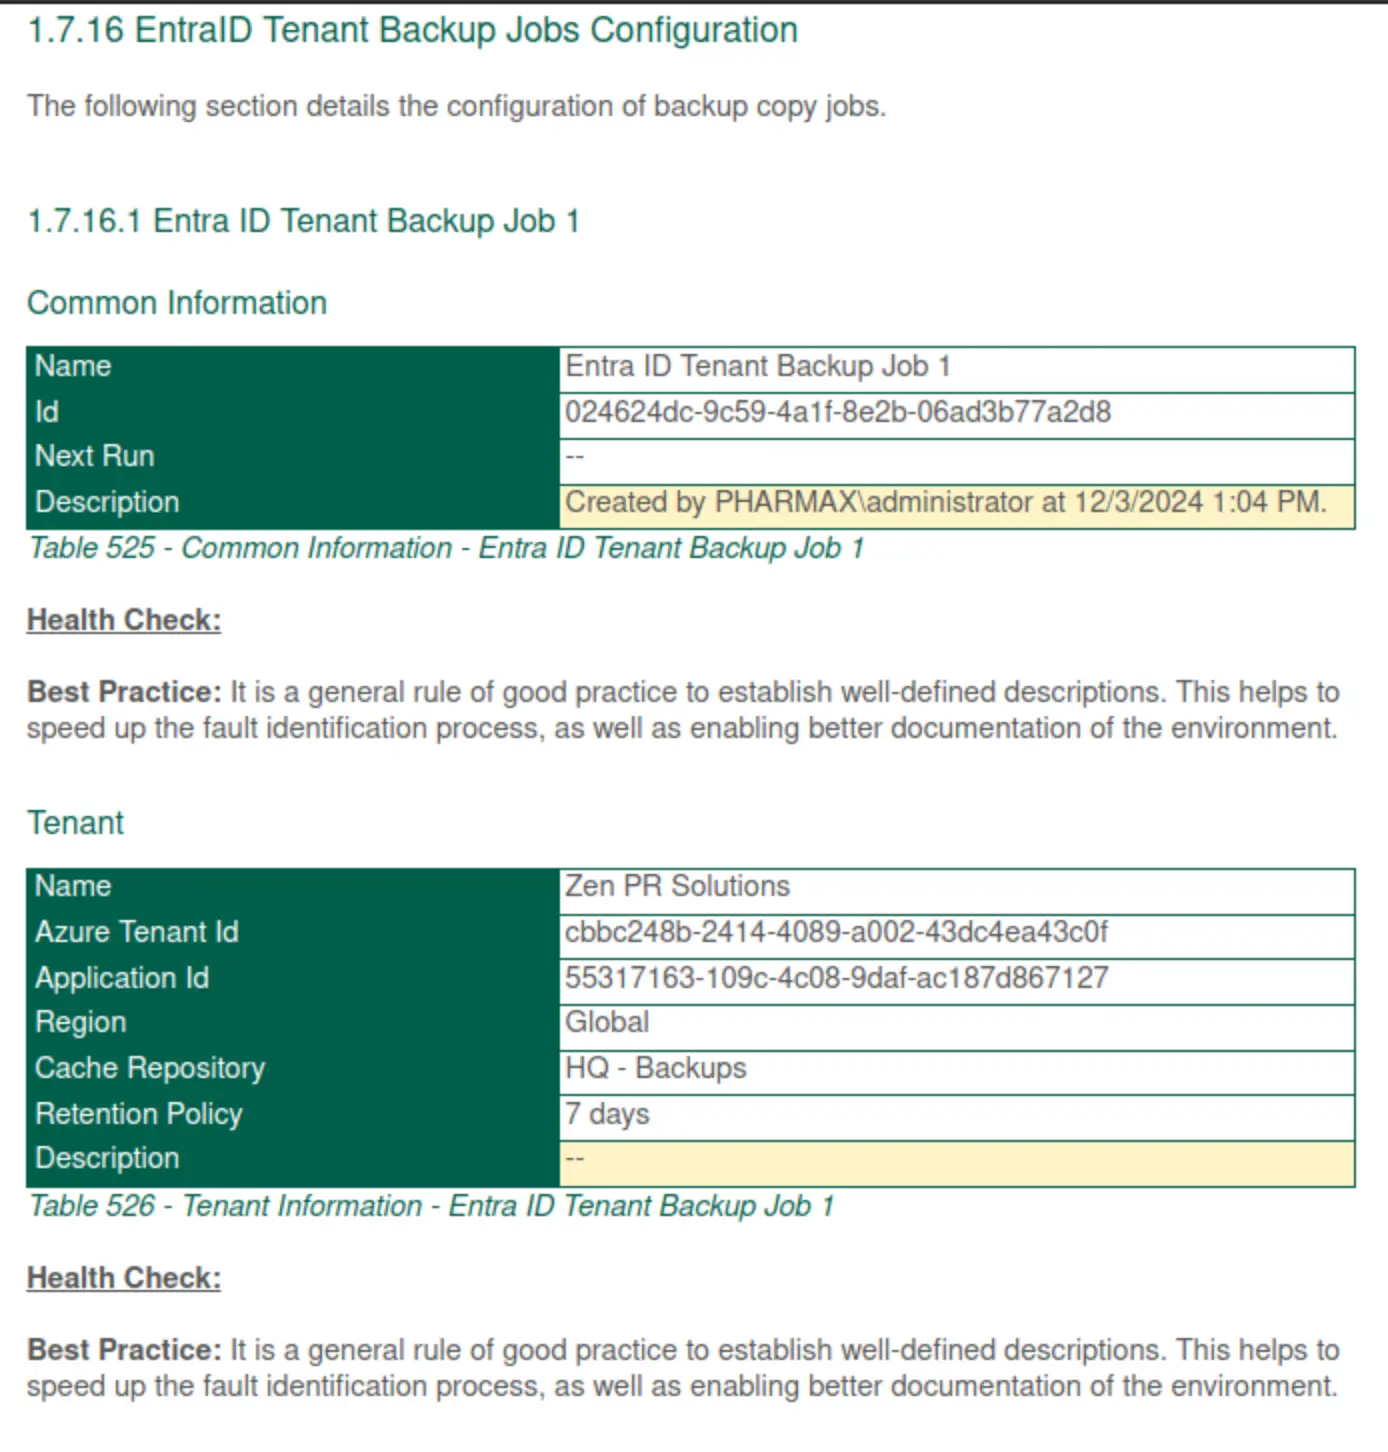 1.7.16 EntraID Tenant Backup Jobs Configuration
The following section details the configuration of backup copy jobs.
1.7.16.1 Entra ID Tenant Backup Job 1
Common Information
Name Entra ID Tenant Backup Job 1
Id 024624dc-9c59-4a1f-8e2b-06ad3b77a2d8
Next Run --
Description Created by PHARMAX\administrator at 12/3/2024 1:04 PM.
Table 525 - Common Information - Entra ID Tenant Backup Job 1
Health Check:
Best Practice: It is a general rule of good practice to establish well-defined descriptions. This helps to
speed up the fault identification process, as well as enabling better documentation of the environment.
Tenant
Name Zen PR Solutions
Azure Tenant Id cbbc248b-2414-4089-a002-43dc4ea43c0f
Application Id 55317163-109c-4c08-9daf-ac187d867127
Region Global
Cache Repository HQ - Backups
Retention Policy 7 days
Description --
Table 526 - Tenant Information - Entra ID Tenant Backup Job 1
Health Check:
Best Practice: It is a general rule of good practice to establish well-defined descriptions. This helps to
speed up the fault identification process, as well as enabling better documentation of the environment.